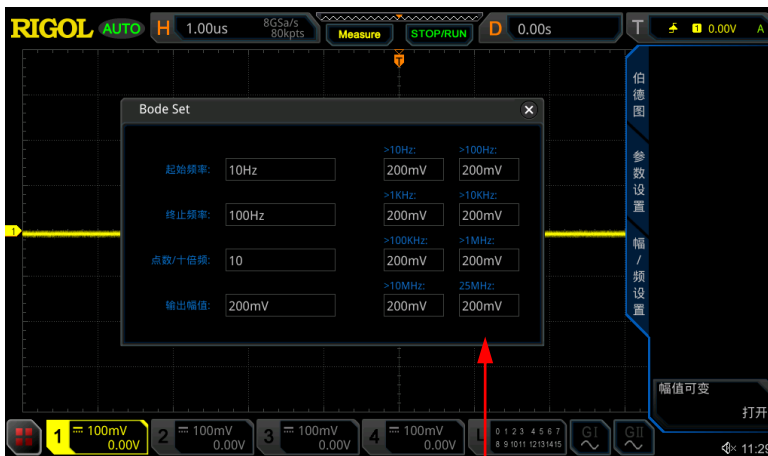 RIGOL AUTO H 1.00us 8GSa/s 80kpts Measure STOP/RUN D 0.00s T 1 0.00V A
T
Bode Set
>10Hz: >100Hz:
起始频率: 10Hz 200mV 200mV
>1KHz: >10KHz:
终止频率: 100Hz 200mV 200mV
>100KHz: >1MHz:
点数/十倍频: 10 200mV 200mV
>10MHz: 25MHz:
输出幅值: 200mV 200mV 200mV
1
伯德图
参数设置
幅/频设置
幅值可变
打开
1 100mV 0.00V
2 100mV 0.00V
3 100mV 0.00V
4 100mV 0.00V
L 0 1 2 3 4 5 6 7
8 9 10 11 12 13 14 15
GI
GII
11:29